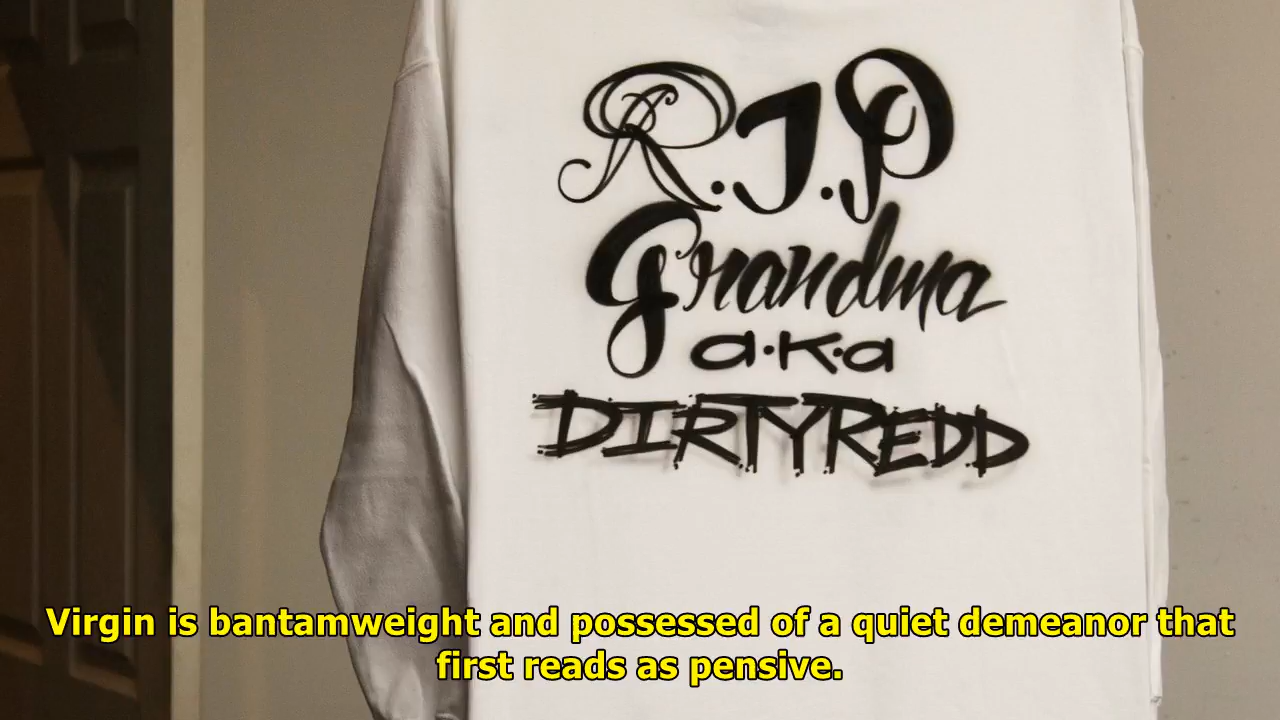 R.I.P
Grandma
a.k.a
DIRTYREDD
Virgin is bantamweight and possessed of a quiet demeanor that
first reads as pensive.